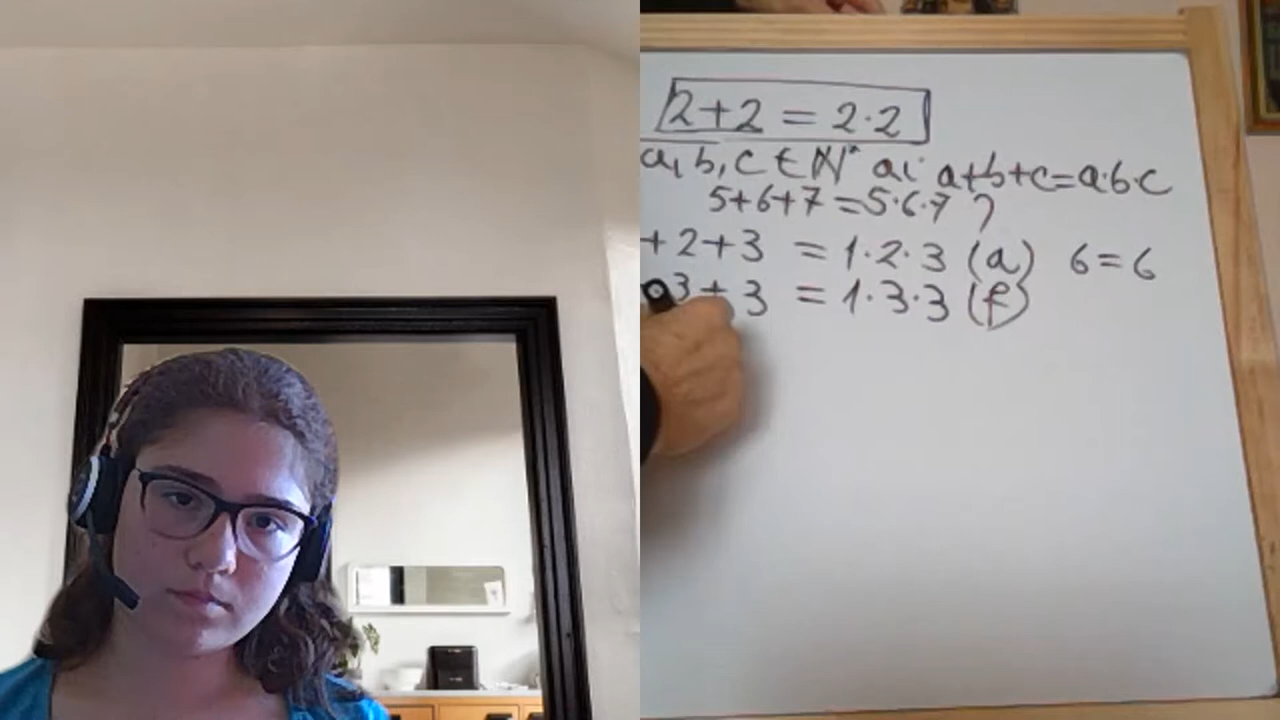 2+2 = 2·2
a, b, c ∈ ℕ* aî a+b+c=a·b·c
5+6+7 =5·6·7 ?
+2+3 = 1·2·3 (a) 6=6
3+3 = 1·3·3 (f)